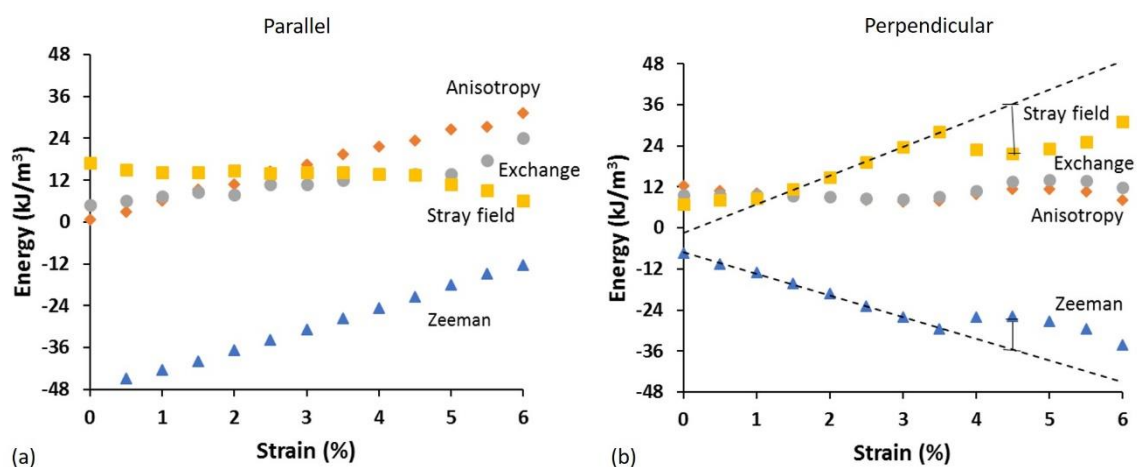 Parallel
48
36
24
12
0
-12
-24
-36
-48
Energy (kJ/m³)
Anisotropy
Exchange
Stray field
Zeeman
0 1 2 3 4 5 6
Strain (%)
(a)
Perpendicular
48
36
24
12
0
-12
-24
-36
-48
Energy (kJ/m³)
Stray field
Exchange
Anisotropy
Zeeman
0 1 2 3 4 5 6
Strain (%)
(b)